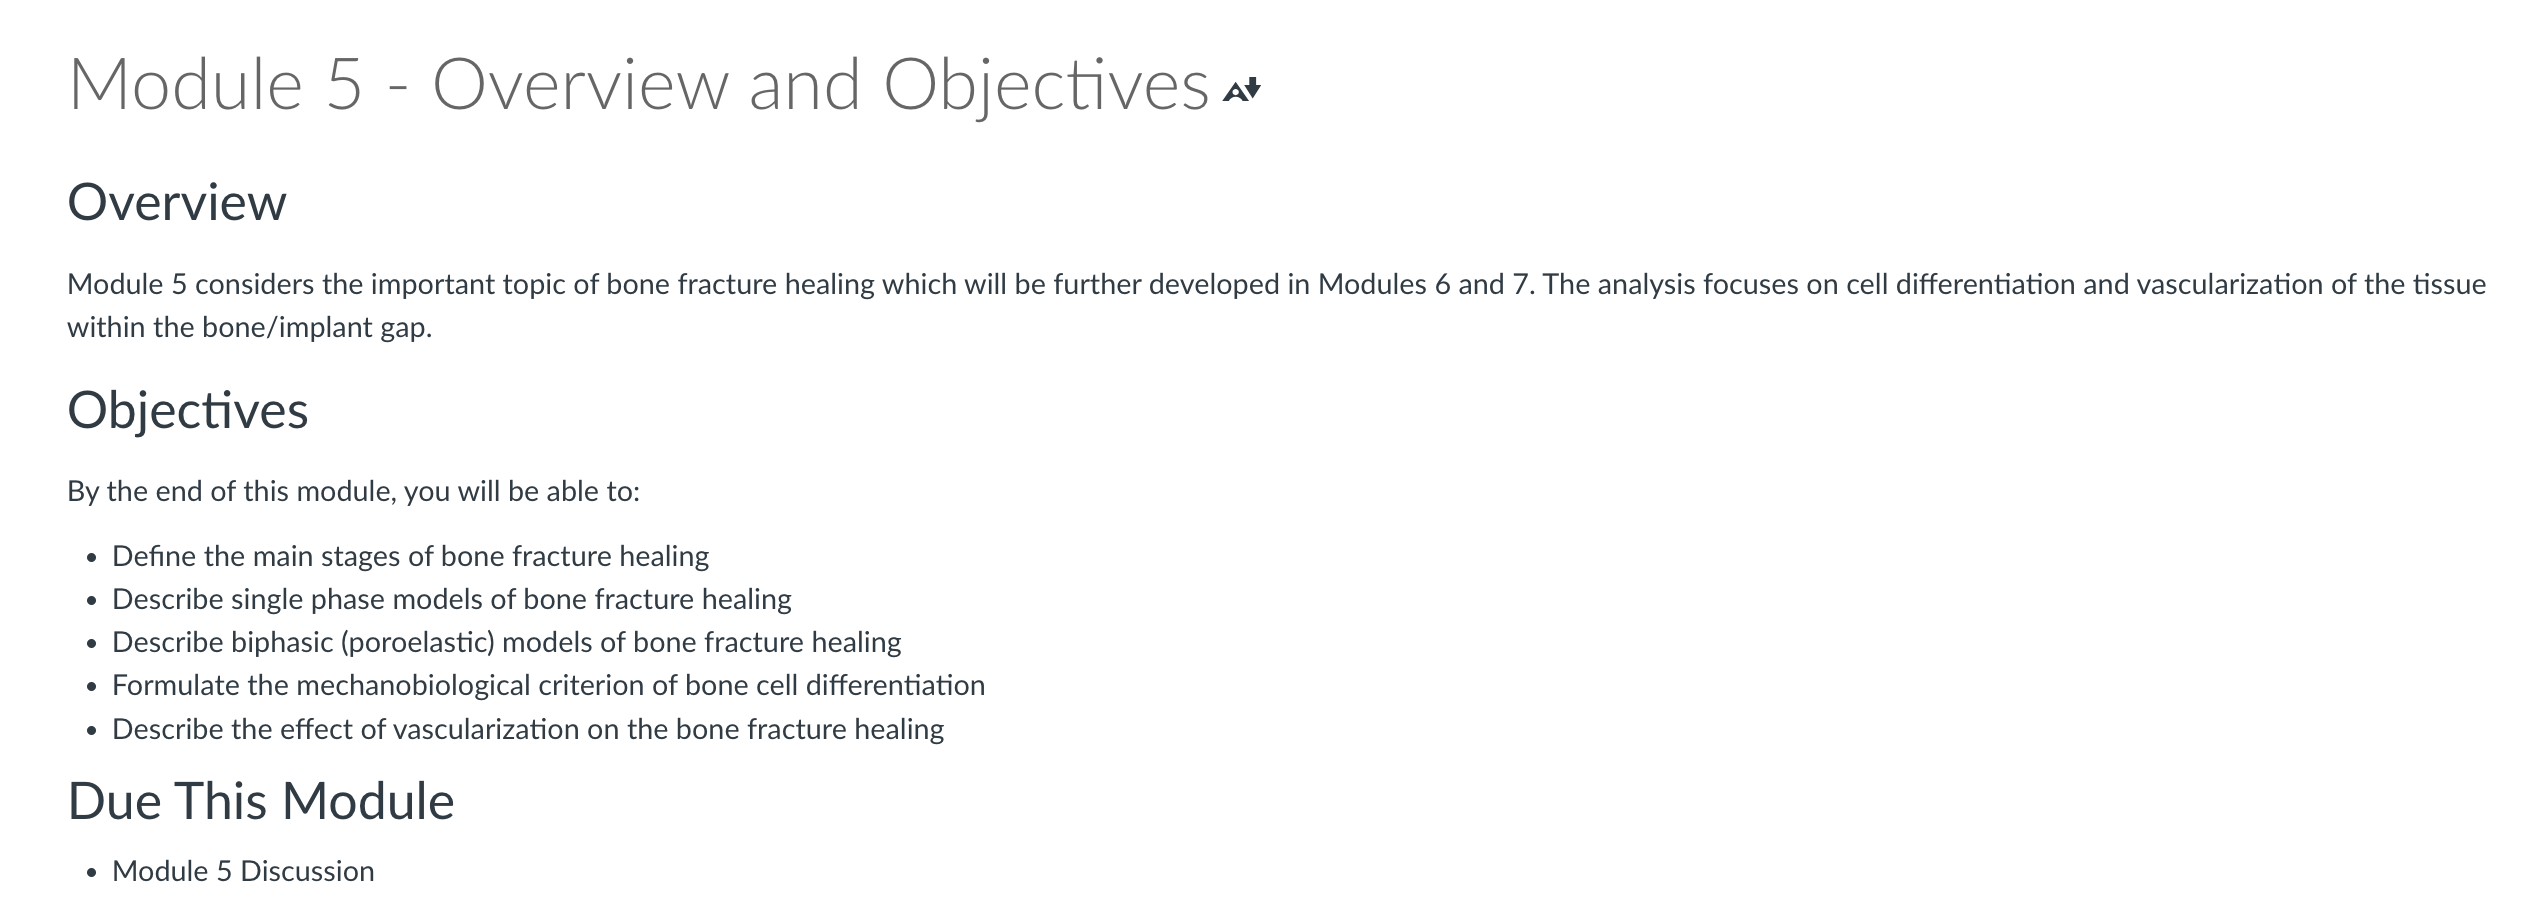 Module 5 - Overview and Objectives
Overview
Module 5 considers the important topic of bone fracture healing which will be further developed in Modules 6 and 7. The analysis focuses on cell differentiation and vascularization of the tissue
within the bone/implant gap.
Objectives
By the end of this module, you will be able to:
• Define the main stages of bone fracture healing
• Describe single phase models of bone fracture healing
• Describe biphasic (poroelastic) models of bone fracture healing
• Formulate the mechanobiological criterion of bone cell differentiation
• Describe the effect of vascularization on the bone fracture healing
Due This Module
• Module 5 Discussion